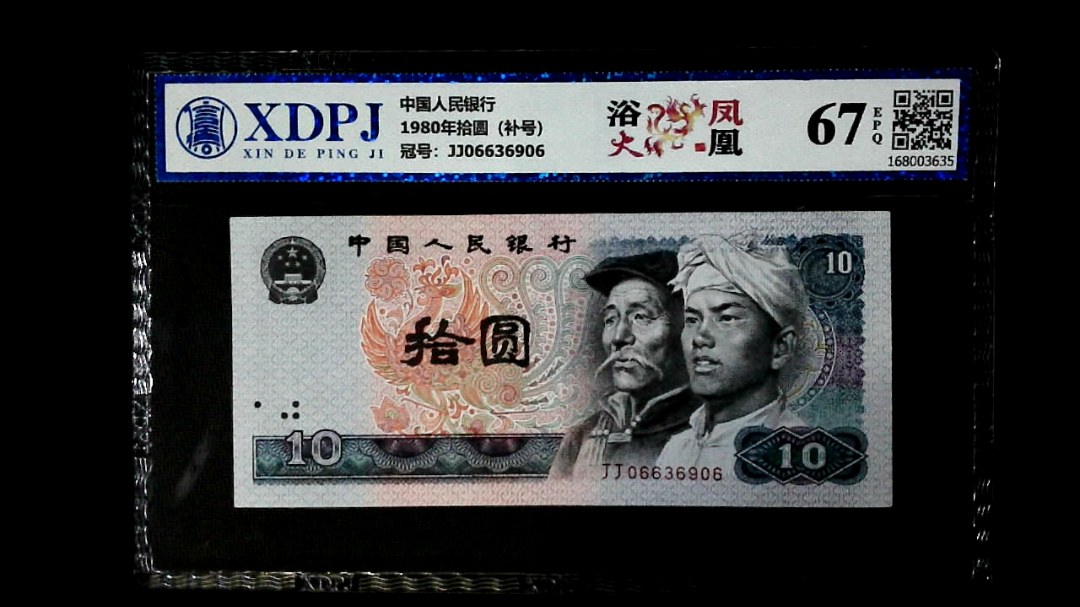 XDPJ
XIN DE PING JI
中国人民银行
1980年拾圆（补号）
冠号：JJ06636906
浴火凤凰
67
EPQ
168003635
中国人民银行
10
拾圆
10
JJ06636906
10
XDPJ